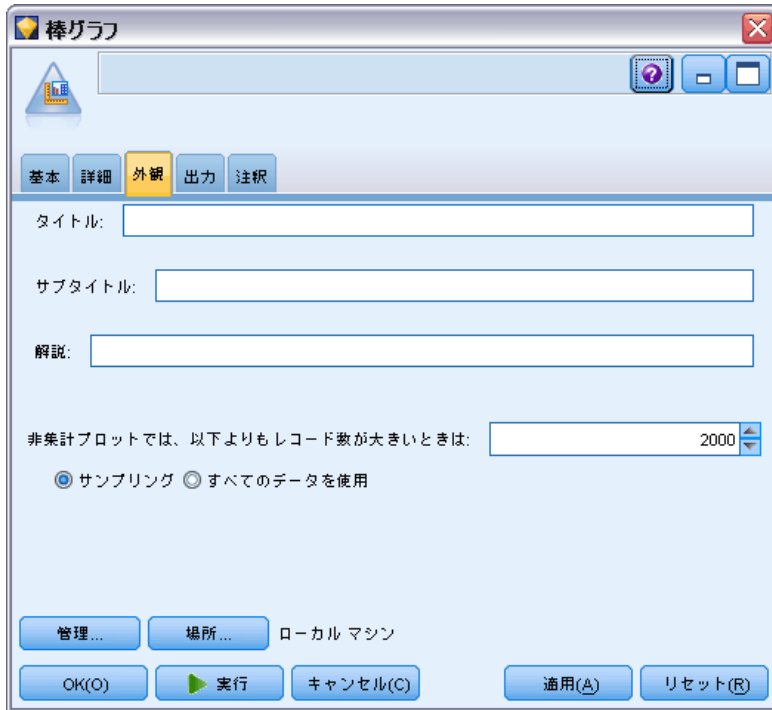 棒グラフ
基本 詳細 外観 出力 注釈
タイトル:
サブタイトル:
解説:
非集計プロットでは、以下よりもレコード数が大きいときは: 2000
サンプリング すべてのデータを使用
管理... 場所... ローカル マシン
OK(O) 実行 キャンセル(C) 適用(A) リセット(R)